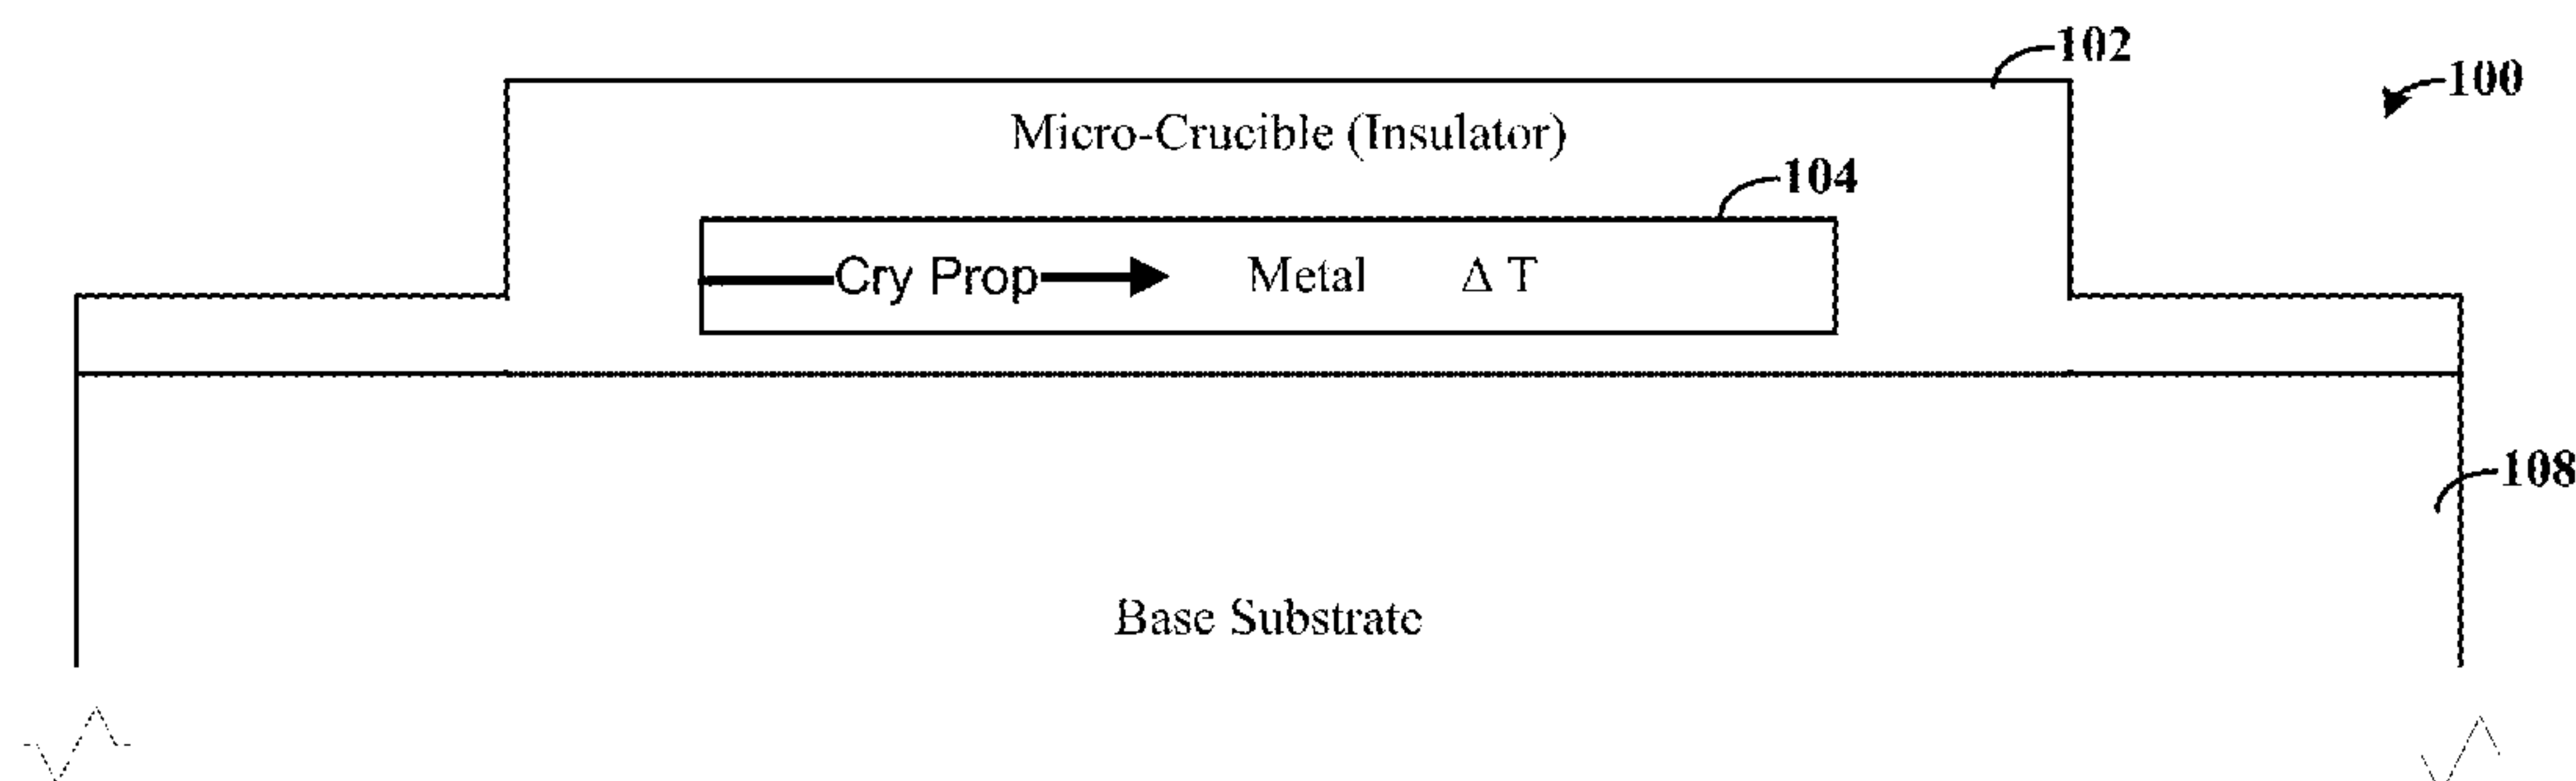 102
100
Micro-Crucible (Insulator)
104
Cry Prop Metal Δ T
108
Base Substrate